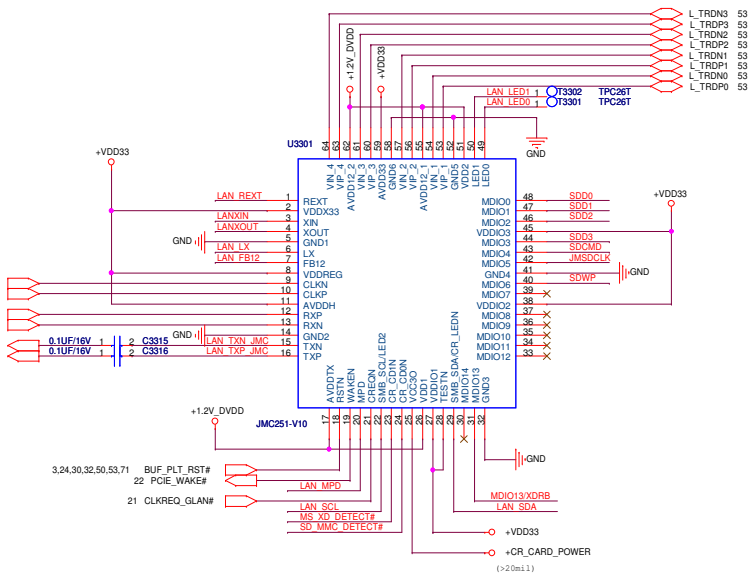 L_TRDN3 53
L_TRDP3 53
L_TRDN2 53
L_TRDP2 53
L_TRDN1 53
L_TRDP1 53
L_TRDN0 53
L_TRDP0 53
+1.2V_DVDD
+VDD33
LAN_LED1 1 T3302 TPC26T
LAN_LED0 1 T3301 TPC26T
GND
U3301
64 63 62 61 60 59 58 57 56 55 54 53 52 51 50 49
VIN_4
VIP_4
AVDD12_2
VIN_3
VIP_3
AVDD33
GND6
VIN_2
VIP_2
AVDD12_1
VIN_1
VIP_1
GND5
VDD2
LED1
LED0
+VDD33
+VDD33
LAN_REXT 1 REXT
2 VDDX33
LANXIN 3 XIN
LANXOUT 4 XOUT
GND 5 GND1
LAN_LX 6 LX
LAN_FB12 7 FB12
8 VDDREG
9 CLKN
10 CLKP
11 AVDDH
12 RXP
13 RXN
GND 14 GND2
0.1UF/16V 1 2 C3315 LAN_TXN_JMC 15 TXN
0.1UF/16V 1 2 C3316 LAN_TXP_JMC 16 TXP
MDIO0 48 SDD0
MDIO1 47 SDD1
MDIO2 46 SDD2
VDDIO3 45
MDIO3 44 SDD3
MDIO4 43 SDCMD
MDIO5 42 JMSDCLK
GND4 41 GND
MDIO6 40 SDWP
MDIO7 39
VDDIO2 38
MDIO8 37
MDIO9 36
MDIO10 35
MDIO11 34
MDIO12 33
AVDDTX
RSTN
WAKEN
MPD
CREQN
SMB_SCL/LED2
CR_CD1N
CR_CD0N
VCC3O
VDD1
VDDIO1
TESTN
SMB_SDA/CR_LEDN
MDIO14
MDIO13
GND3
JMC251-V10
17 18 19 20 21 22 23 24 25 26 27 28 29 30 31 32
+1.2V_DVDD
GND
3,24,30,32,50,53,71 BUF_PLT_RST#
22 PCIE_WAKE#
LAN_MPD
21 CLKREQ_GLAN#
LAN_SCL
MS_XD_DETECT#
SD_MMC_DETECT#
MDIO13/XDRB
LAN_SDA
+VDD33
+CR_CARD_POWER
(>20mil)